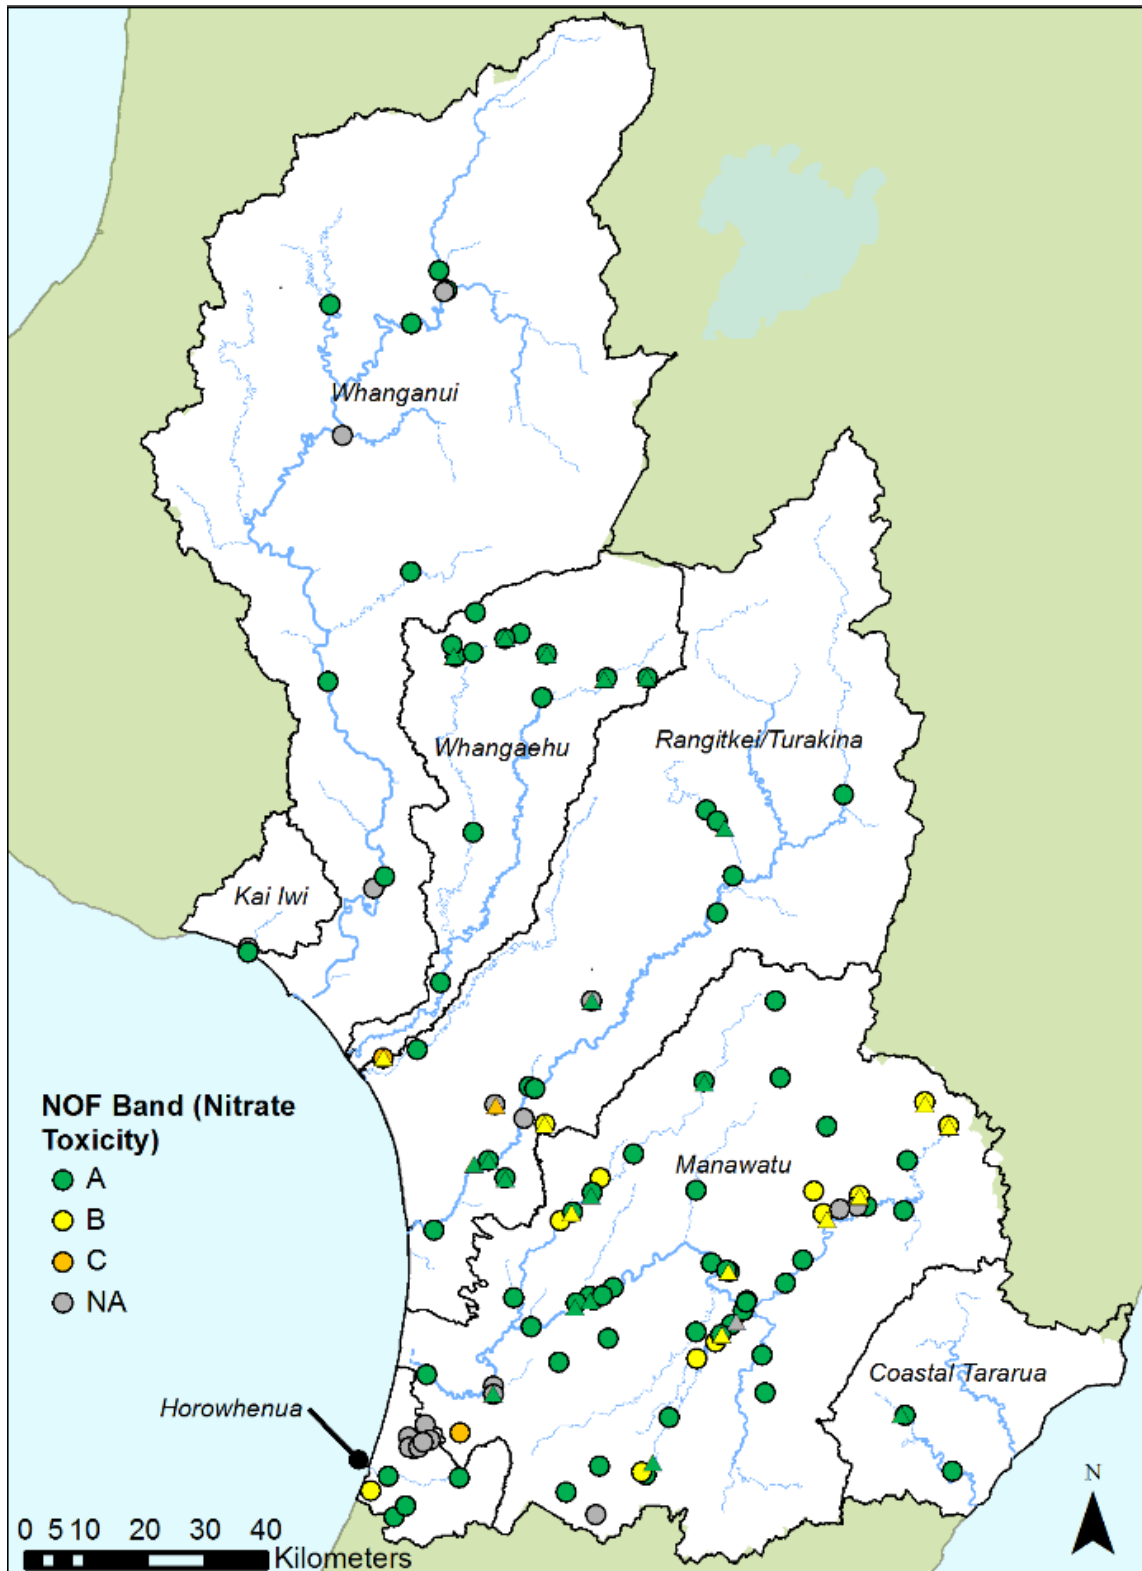 Whanganui
Whangaehu
Rangitkei/Turakina
Kai Iwi
NOF Band (Nitrate
Toxicity)
A
B
C
NA
Manawatu
Coastal Tararua
Horowhenua
N
0 5 10 20 30 40
Kilometers